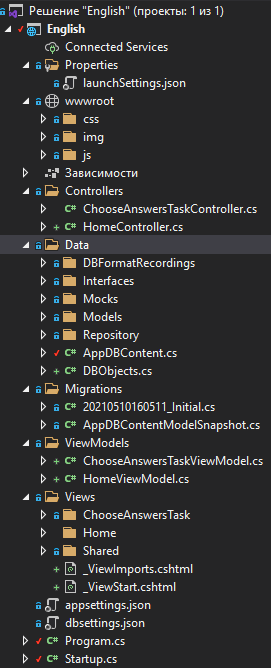 Решение "English" (проекты: 1 из 1)
English
Connected Services
Properties
launchSettings.json
wwwroot
css
img
js
Зависимости
Controllers
C# ChooseAnswersTaskController.cs
C# HomeController.cs
Data
DBFormatRecordings
Interfaces
Mocks
Models
Repository
C# AppDBContent.cs
C# DBObjects.cs
Migrations
C# 20210510160511_Initial.cs
C# AppDBContentModelSnapshot.cs
ViewModels
C# ChooseAnswersTaskViewModel.cs
C# HomeViewModel.cs
Views
ChooseAnswersTask
Home
Shared
_ViewImports.cshtml
_ViewStart.cshtml
appsettings.json
dbsettings.json
C# Program.cs
C# Startup.cs